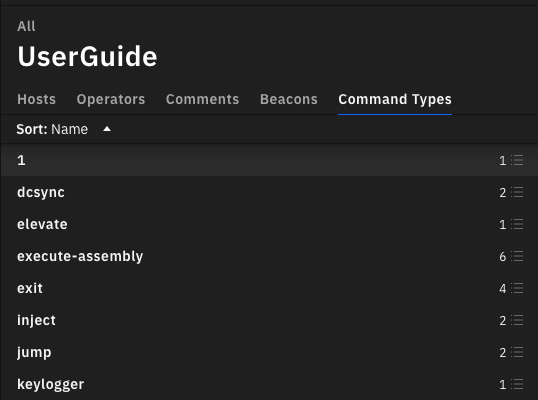 All
UserGuide
Hosts Operators Comments Beacons Command Types
Sort: Name
1 1
dcsync 2
elevate 1
execute-assembly 6
exit 4
inject 2
jump 2
keylogger 1